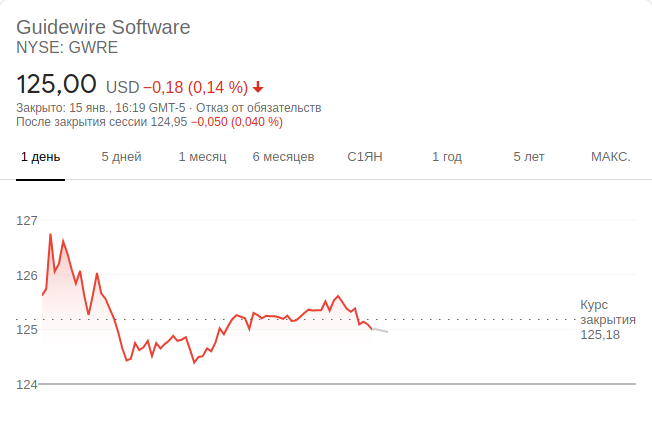 Guidewire Software
NYSE: GWRE
125,00 USD −0,18 (0,14 %)
Закрыто: 15 янв., 16:19 GMT-5 · Отказ от обязательств
После закрытия сессии 124,95 −0,050 (0,040 %)
1 день 5 дней 1 месяц 6 месяцев С1ЯН 1 год 5 лет МАКС.
127
126
125
124
Курс
закрытия
125,18